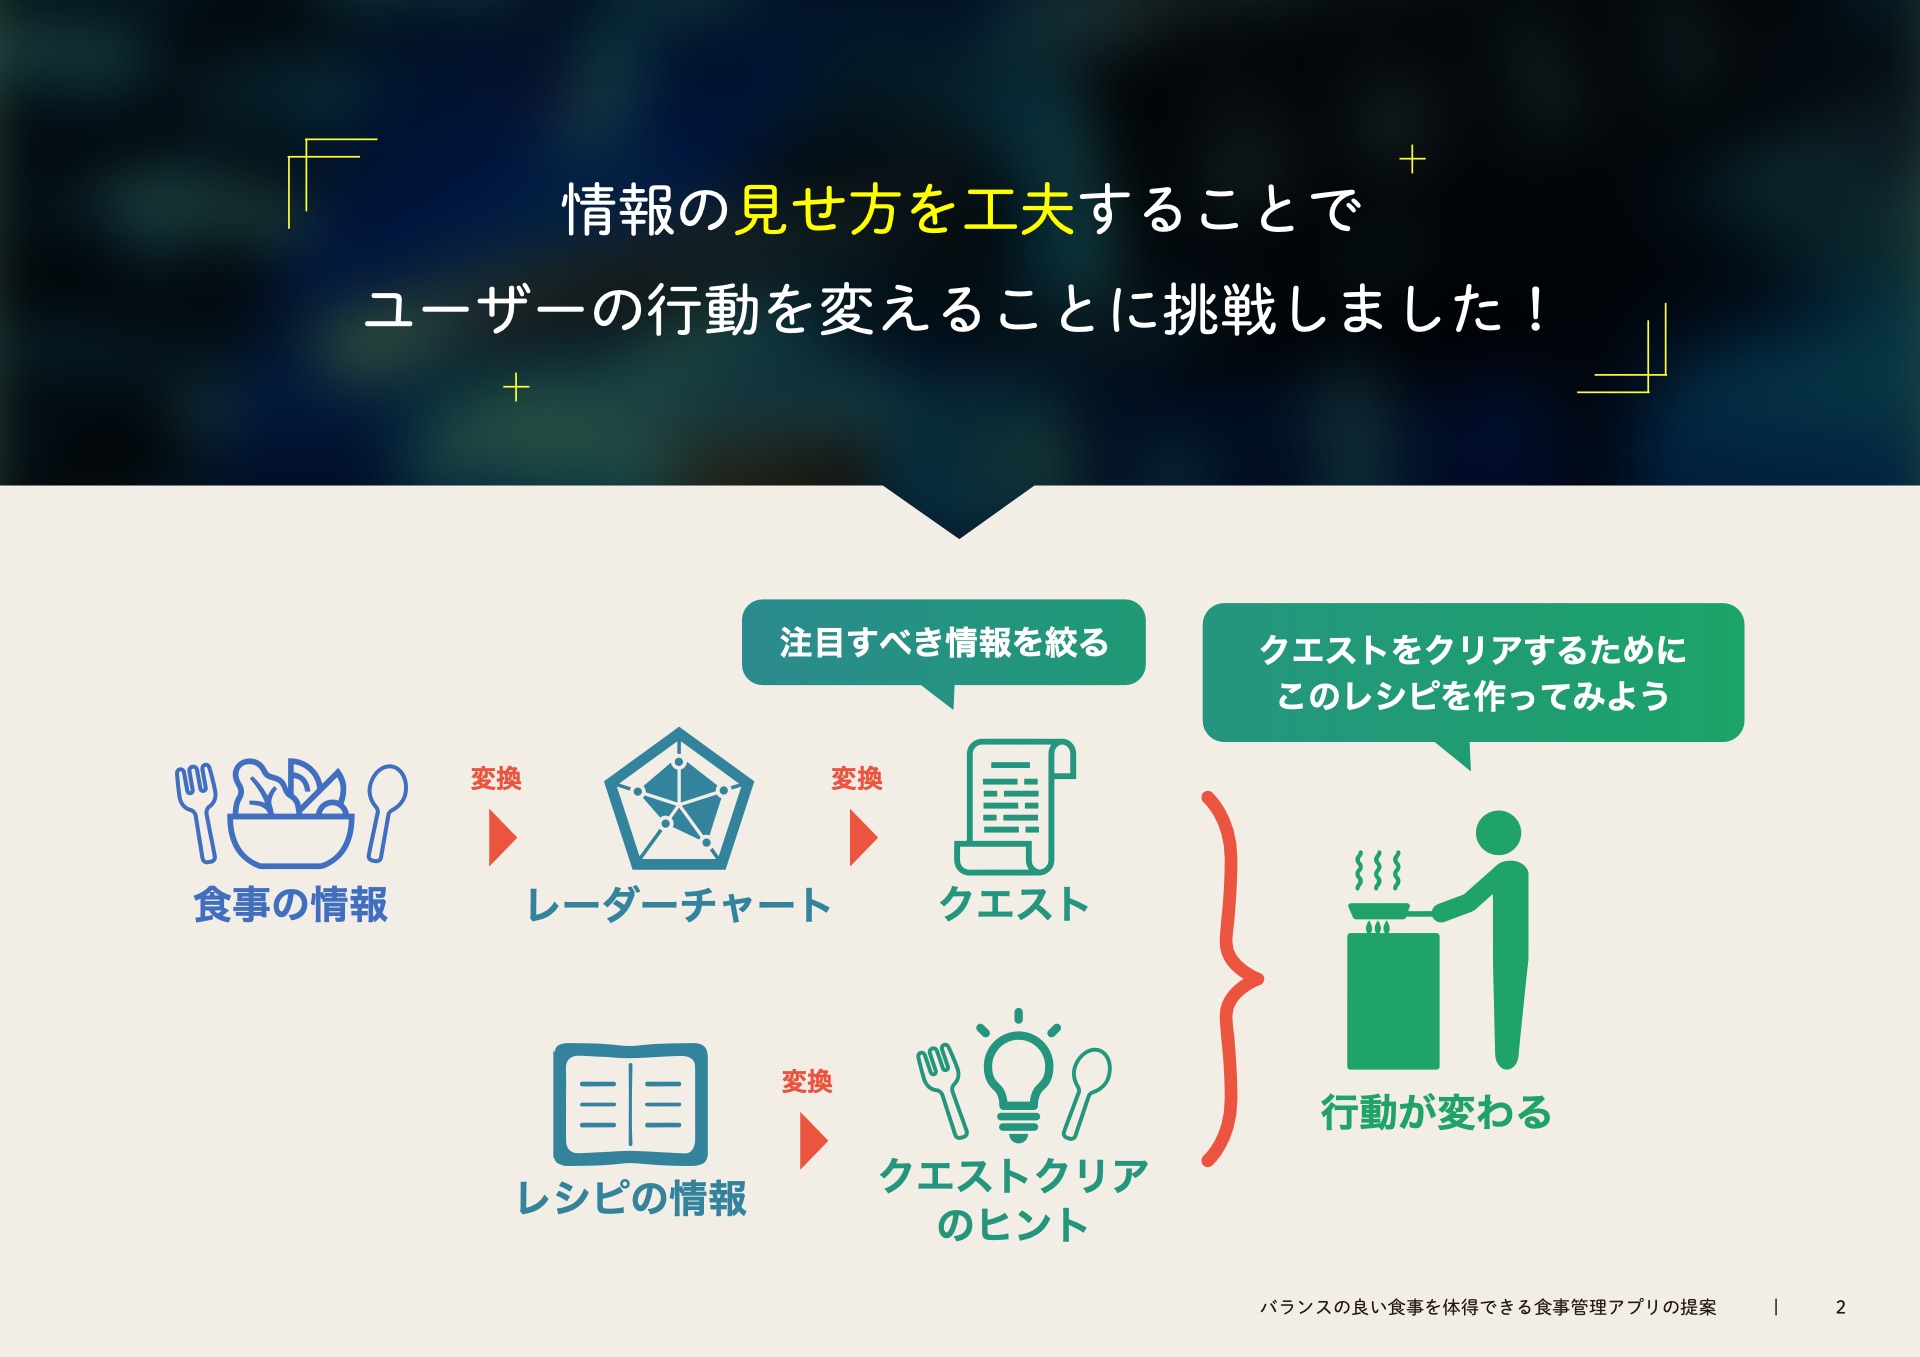 情報の見せ方を工夫することで
ユーザーの行動を変えることに挑戦しました！
注目すべき情報を絞る
クエストをクリアするために
このレシピを作ってみよう
変換
変換
食事の情報
レーダーチャート
クエスト
変換
レシピの情報
クエストクリア
のヒント
行動が変わる
バランスの良い食事を体得できる食事管理アプリの提案 | 2